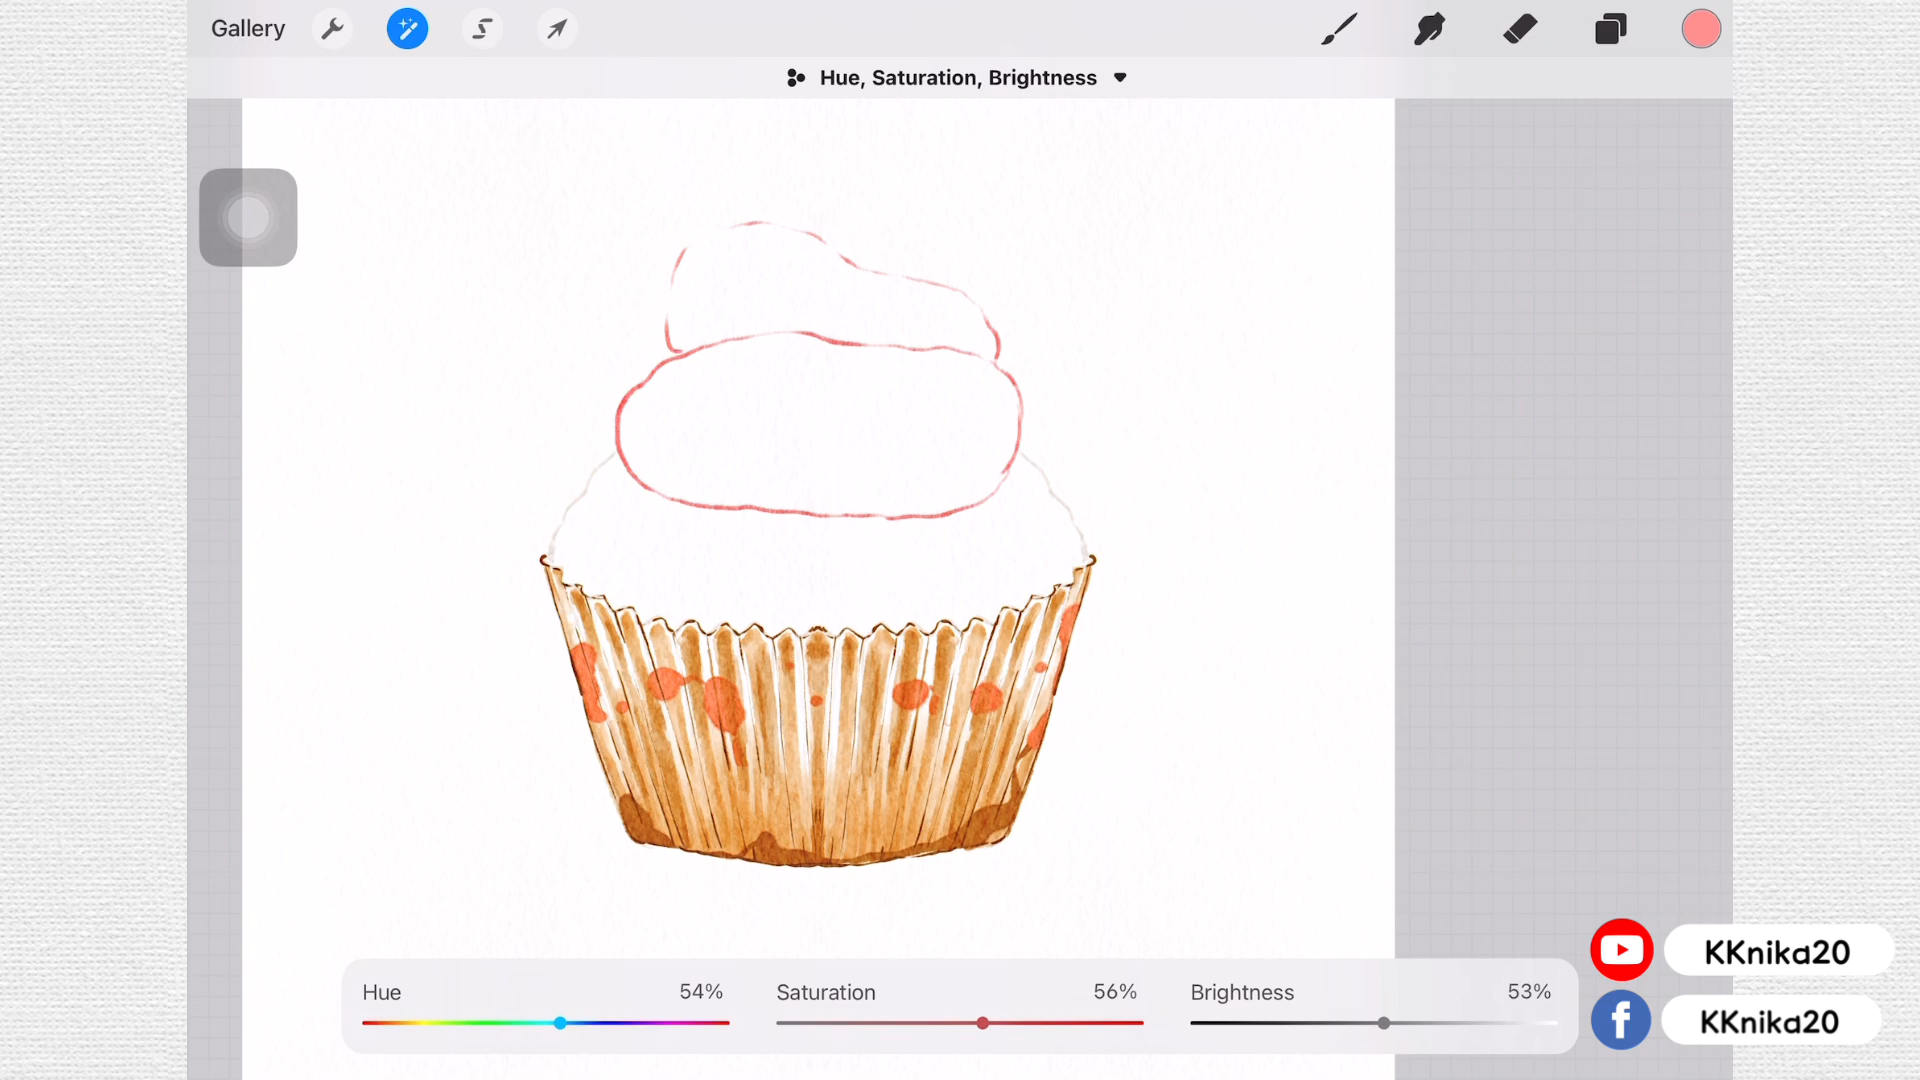 Gallery
Hue, Saturation, Brightness
Hue 54% Saturation 56% Brightness 53%
KKnika20
KKnika20